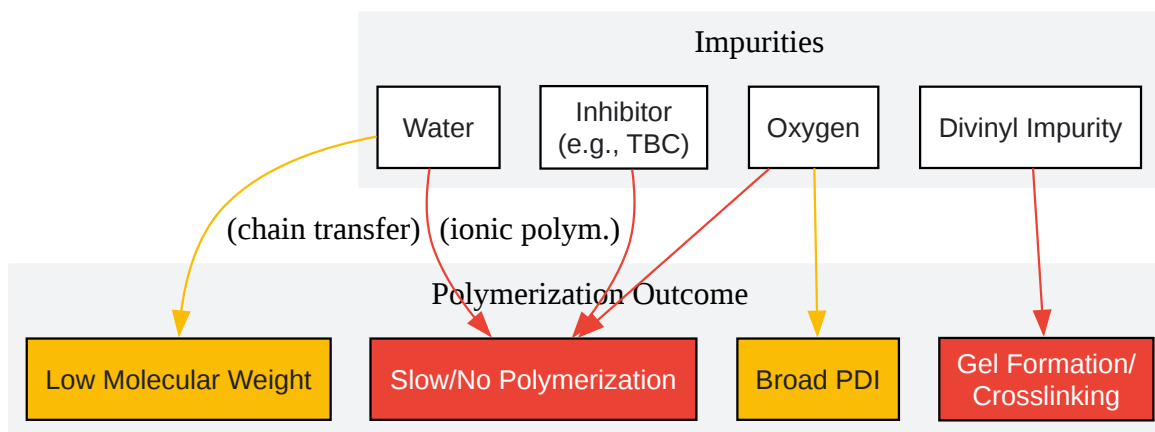 Impurities
Water
Inhibitor
(e.g., TBC)
Oxygen
Divinyl Impurity
(chain transfer)
(ionic polym.)
Polymerization Outcome
Low Molecular Weight
Slow/No Polymerization
Broad PDI
Gel Formation/
Crosslinking